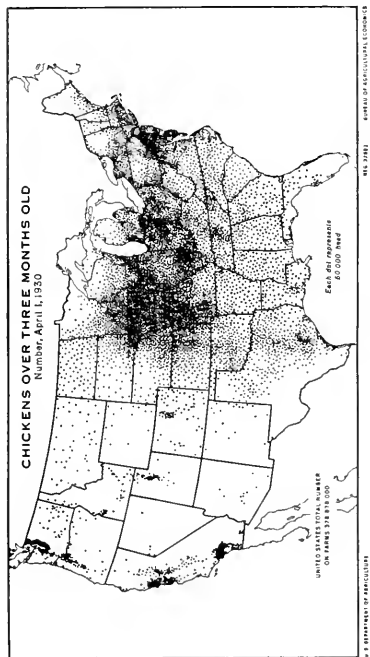 CHICKENS OVER THREE MONTHS OLD
Number, April 1, 1930
UNITED STATES TOTAL NUMBER
ON FARMS 378 878 000
Each dot represents
60 000 head
U S DEPARTMENT OF AGRICULTURE
BUREAU OF AGRICULTURAL ECONOMICS